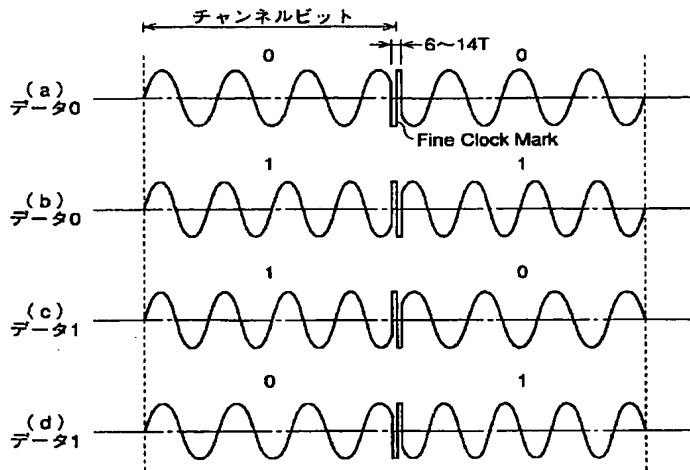 チャンネルビット
6〜14T
0 0
(a)
データ0
Fine Clock Mark
1 1
(b)
データ0
1 0
(c)
データ1
0 1
(d)
データ1